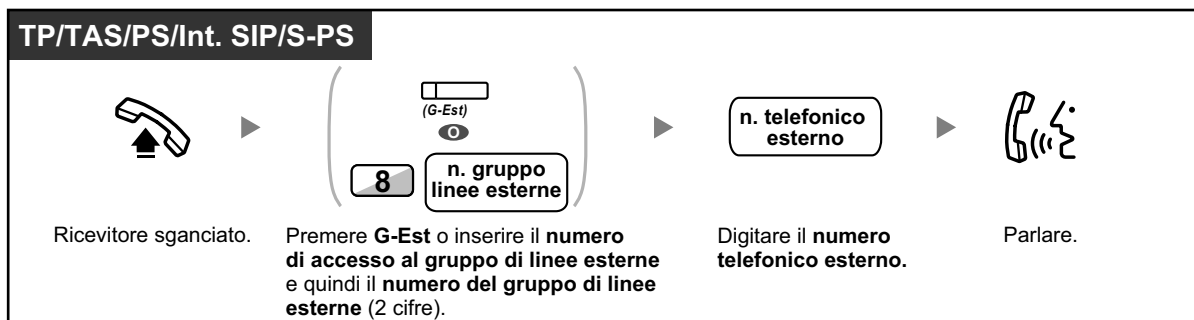 TP/TAS/PS/Int. SIP/S-PS
(G-Est)
O
8
n. gruppo
linee esterne
n. telefonico
esterno
Ricevitore sganciato.
Premere G-Est o inserire il numero
di accesso al gruppo di linee esterne
e quindi il numero del gruppo di linee
esterne (2 cifre).
Digitare il numero
telefonico esterno.
Parlare.